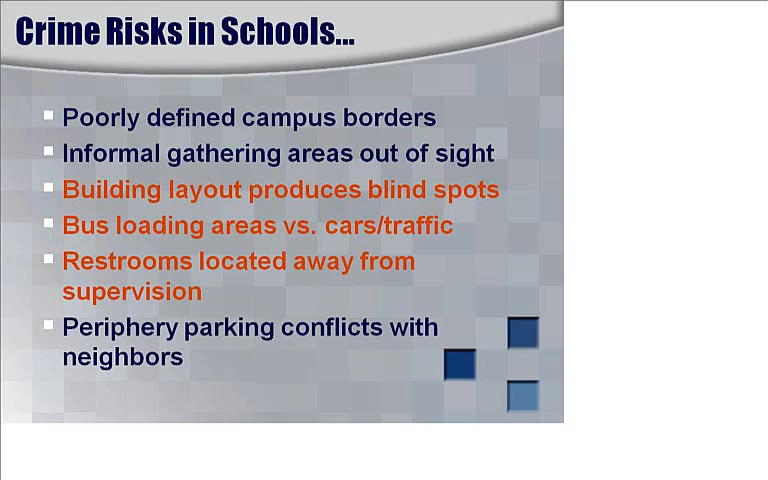 Crime Risks in Schools...
Poorly defined campus borders
Informal gathering areas out of sight
Building layout produces blind spots
Bus loading areas vs. cars/traffic
Restrooms located away from
supervision
Periphery parking conflicts with
neighbors